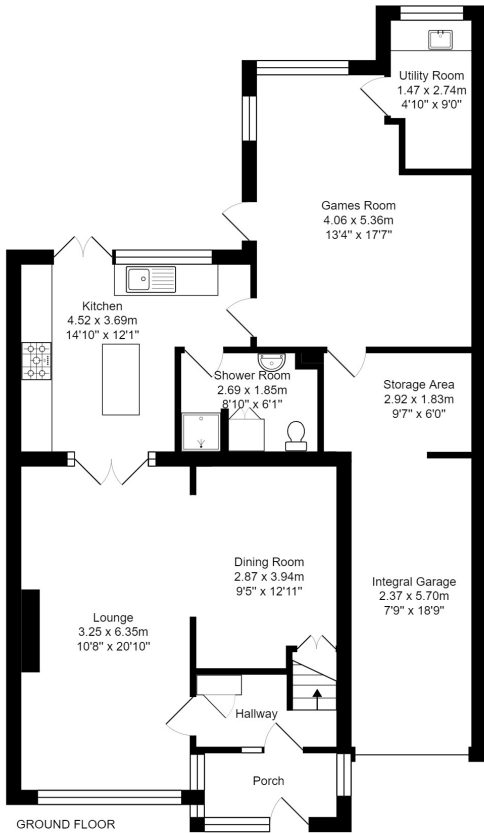 Utility Room
1.47 x 2.74m
4'10" x 9'0"
Games Room
4.06 x 5.36m
13'4" x 17'7"
Kitchen
4.52 x 3.69m
14'10" x 12'1"
Shower Room
2.69 x 1.85m
8'10" x 6'1"
Storage Area
2.92 x 1.83m
9'7" x 6'0"
Dining Room
2.87 x 3.94m
9'5" x 12'11"
Integral Garage
2.37 x 5.70m
7'9" x 18'9"
Lounge
3.25 x 6.35m
10'8" x 20'10"
Hallway
Porch
GROUND FLOOR